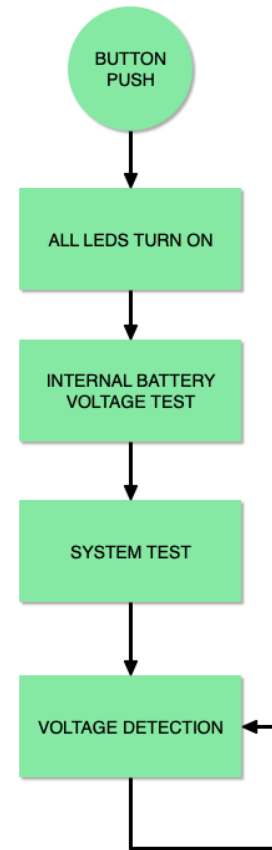 BUTTON
PUSH
ALL LEDS TURN ON
INTERNAL BATTERY
VOLTAGE TEST
SYSTEM TEST
VOLTAGE DETECTION